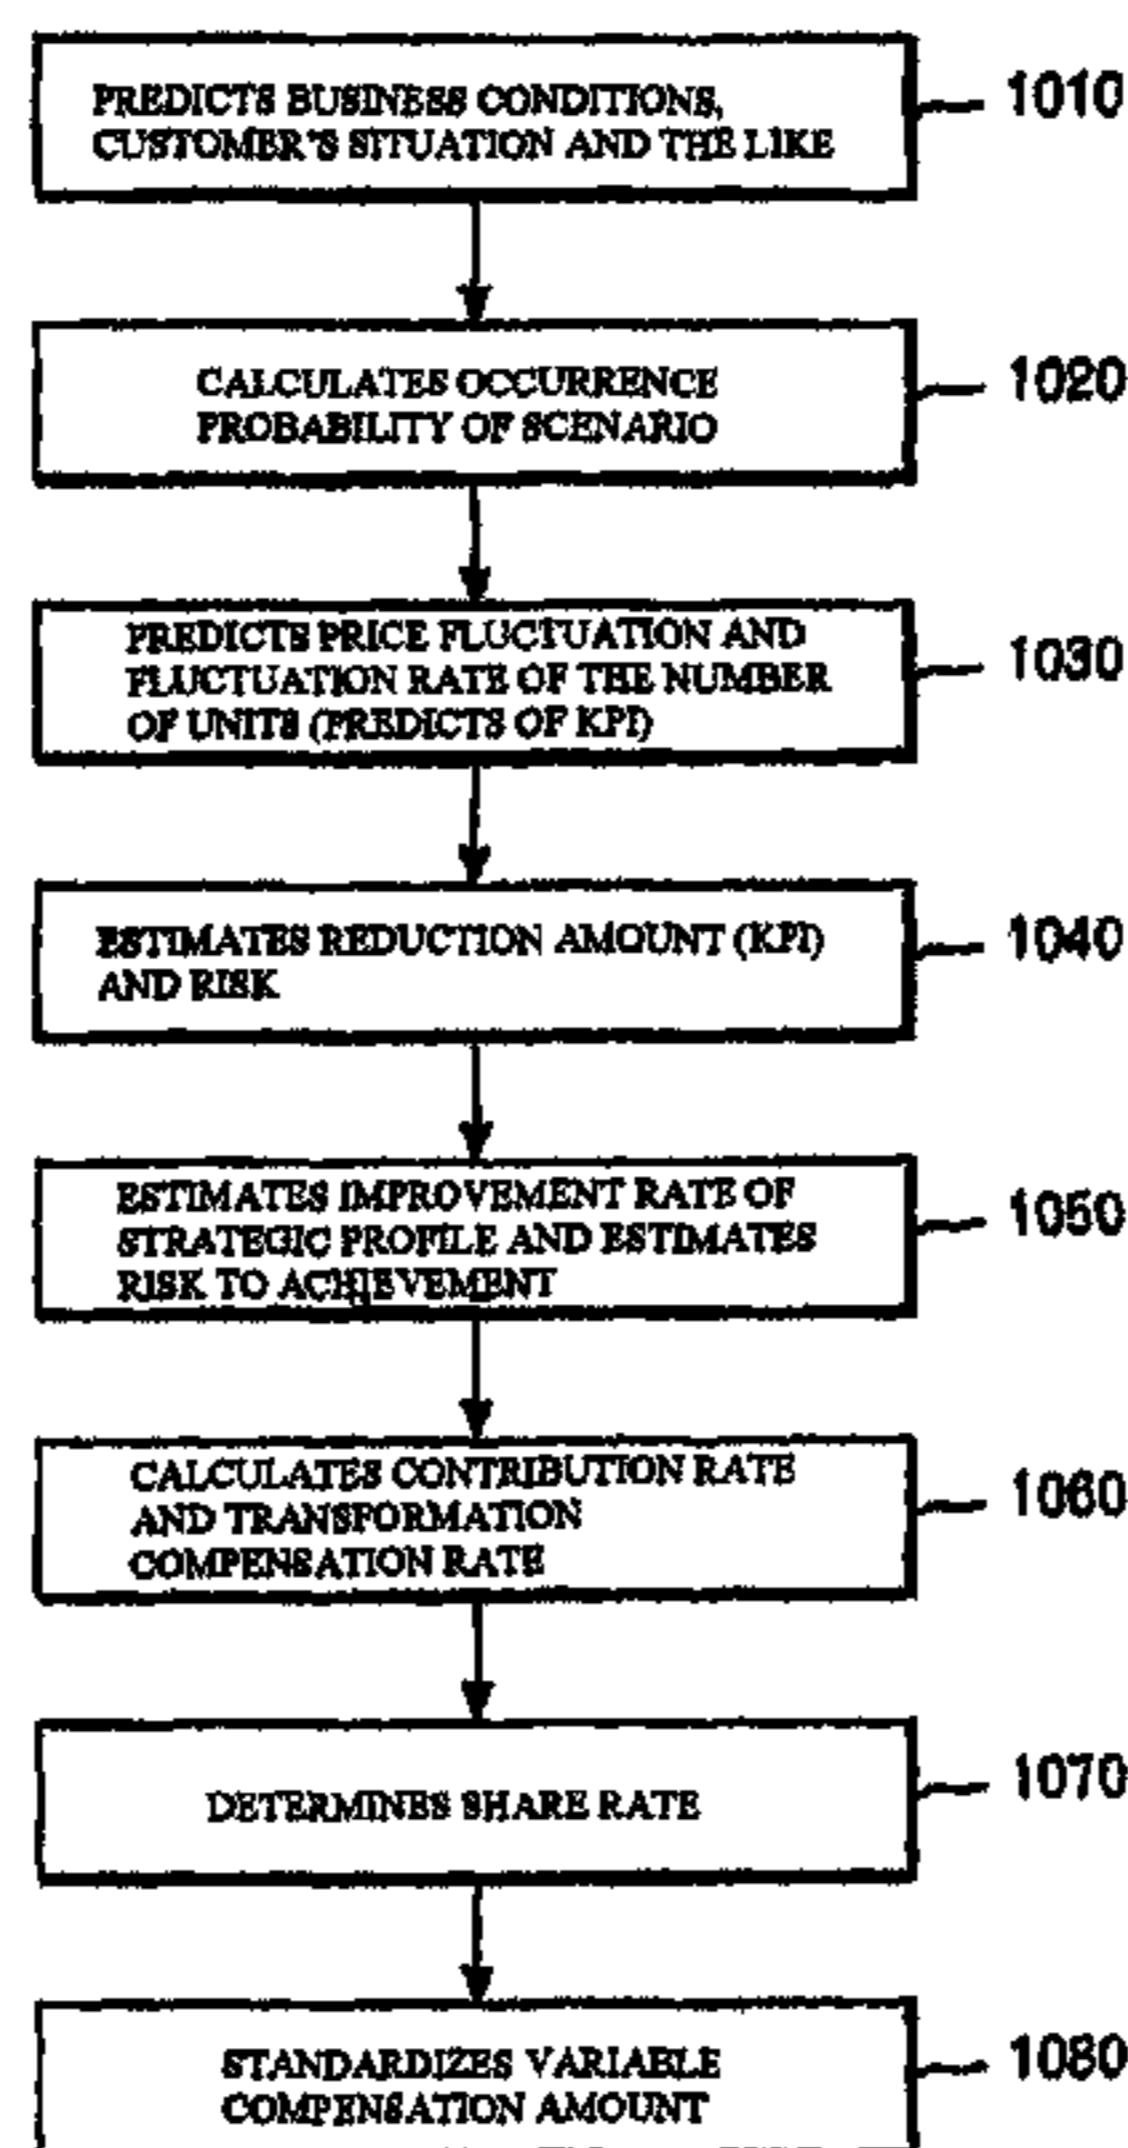 PREDICTS BUSINESS CONDITIONS,
CUSTOMER'S SITUATION AND THE LIKE
1010
CALCULATES OCCURRENCE
PROBABILITY OF SCENARIO
1020
PREDICTS PRICE FLUCTUATION AND
FLUCTUATION RATE OF THE NUMBER
OF UNITS (PREDICTS OF KPI)
1030
ESTIMATES REDUCTION AMOUNT (KPI)
AND RISK
1040
ESTIMATES IMPROVEMENT RATE OF
STRATEGIC PROFILE AND ESTIMATES
RISK TO ACHIEVEMENT
1050
CALCULATES CONTRIBUTION RATE
AND TRANSFORMATION
COMPENSATION RATE
1060
DETERMINES SHARE RATE
1070
STANDARDIZES VARIABLE
COMPENSATION AMOUNT
1080